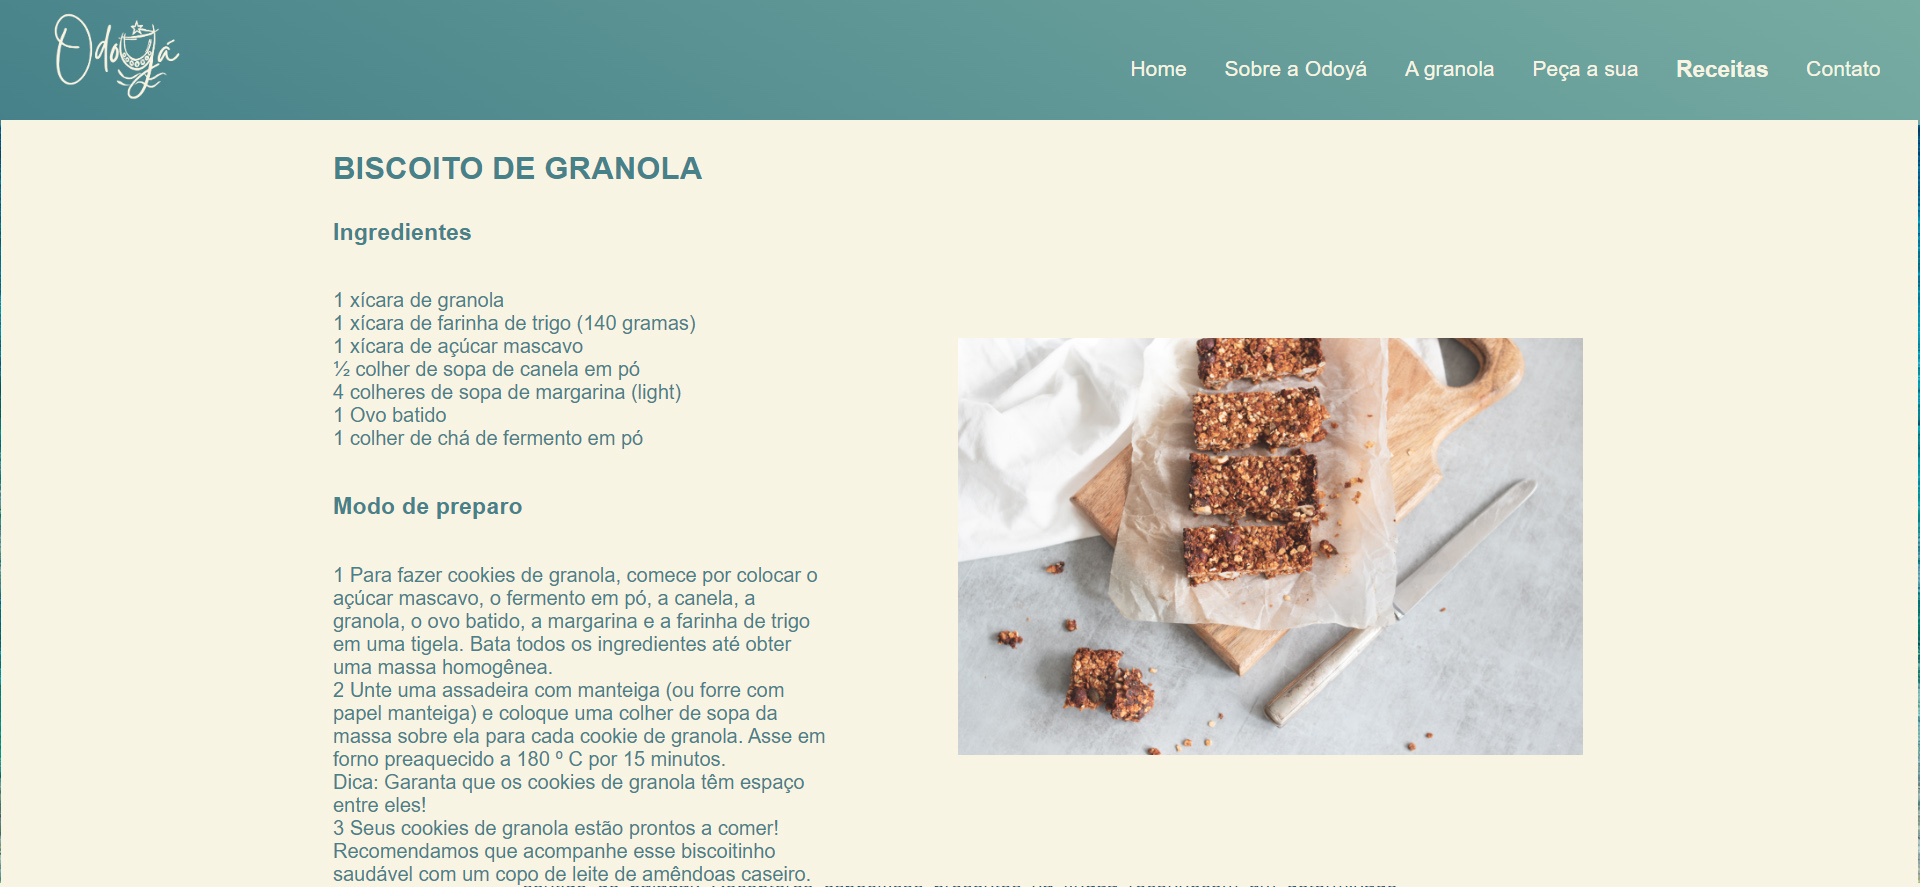 Odoyá
Home Sobre a Odoyá A granola Peça a sua Receitas Contato
BISCOITO DE GRANOLA
Ingredientes
1 xícara de granola
1 xícara de farinha de trigo (140 gramas)
1 xícara de açúcar mascavo
½ colher de sopa de canela em pó
4 colheres de sopa de margarina (light)
1 Ovo batido
1 colher de chá de fermento em pó
Modo de preparo
1 Para fazer cookies de granola, comece por colocar o
açúcar mascavo, o fermento em pó, a canela, a
granola, o ovo batido, a margarina e a farinha de trigo
em uma tigela. Bata todos os ingredientes até obter
uma massa homogênea.
2 Unte uma assadeira com manteiga (ou forre com
papel manteiga) e coloque uma colher de sopa da
massa sobre ela para cada cookie de granola. Asse em
forno preaquecido a 180 º C por 15 minutos.
Dica: Garanta que os cookies de granola têm espaço
entre eles!
3 Seus cookies de granola estão prontos a comer!
Recomendamos que acompanhe esse biscoitinho
saudável com um copo de leite de amêndoas caseiro.